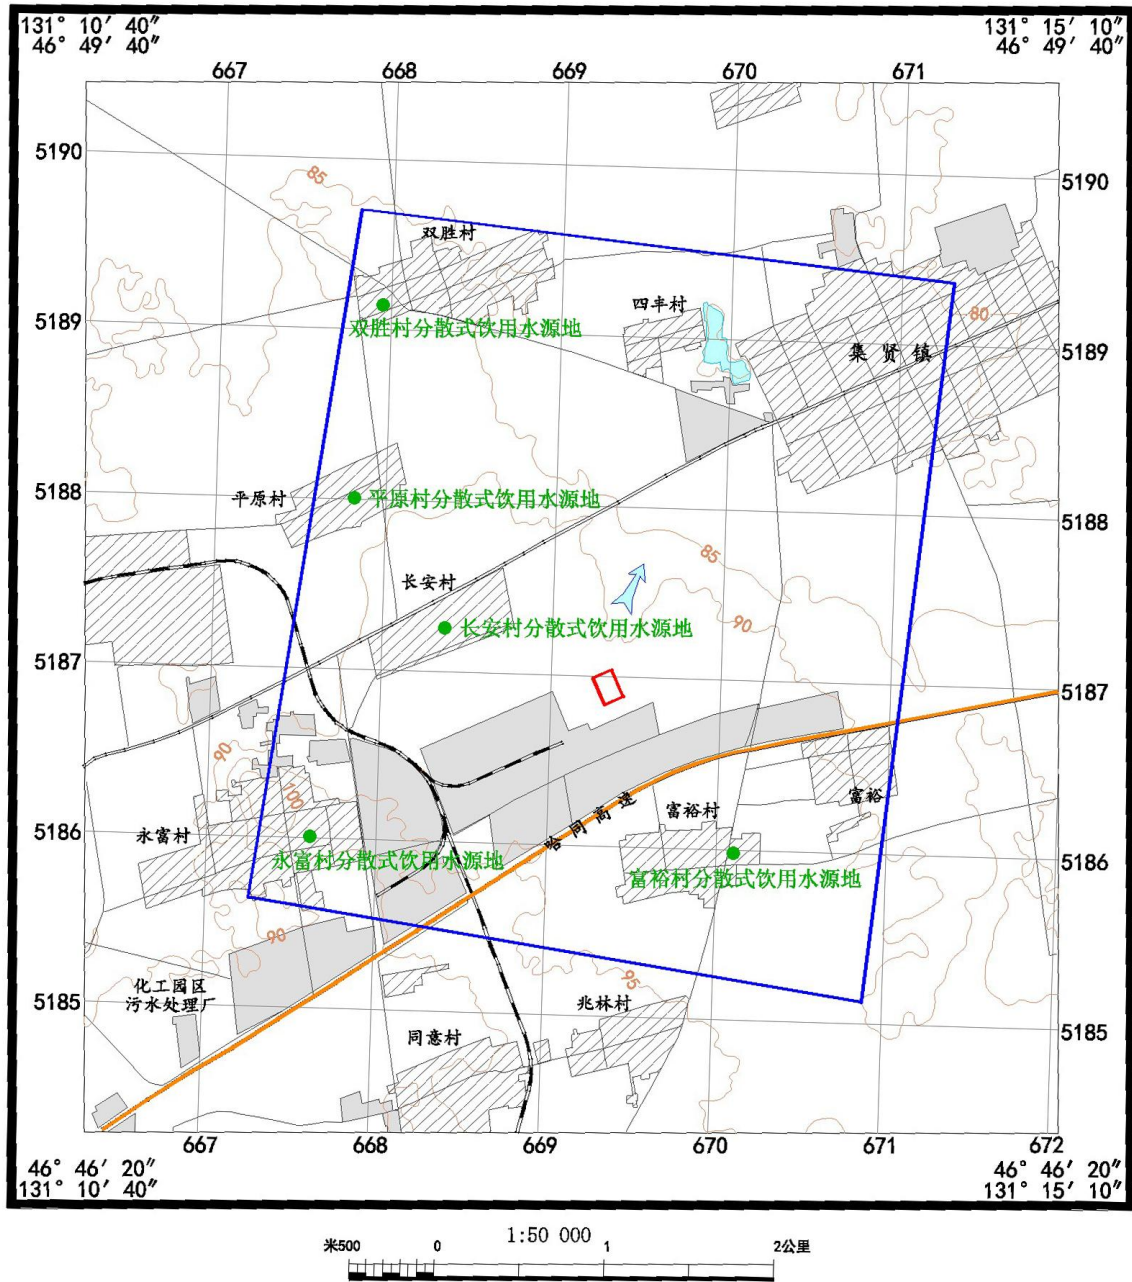 131° 10′ 40″
46° 49′ 40″
131° 15′ 10″
46° 49′ 40″
667
668
669
670
671
5190
5190
85
双胜村
四丰村
80
5189
双胜村分散式饮用水源地
5189
集贤镇
5188
平原村
平原村分散式饮用水源地
5188
85
长安村
长安村分散式饮用水源地
90
5187
5187
90
100
富裕
哈同高速
富裕村
5186
永富村
永富村分散式饮用水源地
5186
富裕村分散式饮用水源地
90
95
化工园区
污水处理厂
5185
兆林村
5185
同意村
667
668
669
670
671
672
46° 46′ 20″
131° 10′ 40″
46° 46′ 20″
131° 15′ 10″
1:50 000
米500
0
1
2公里